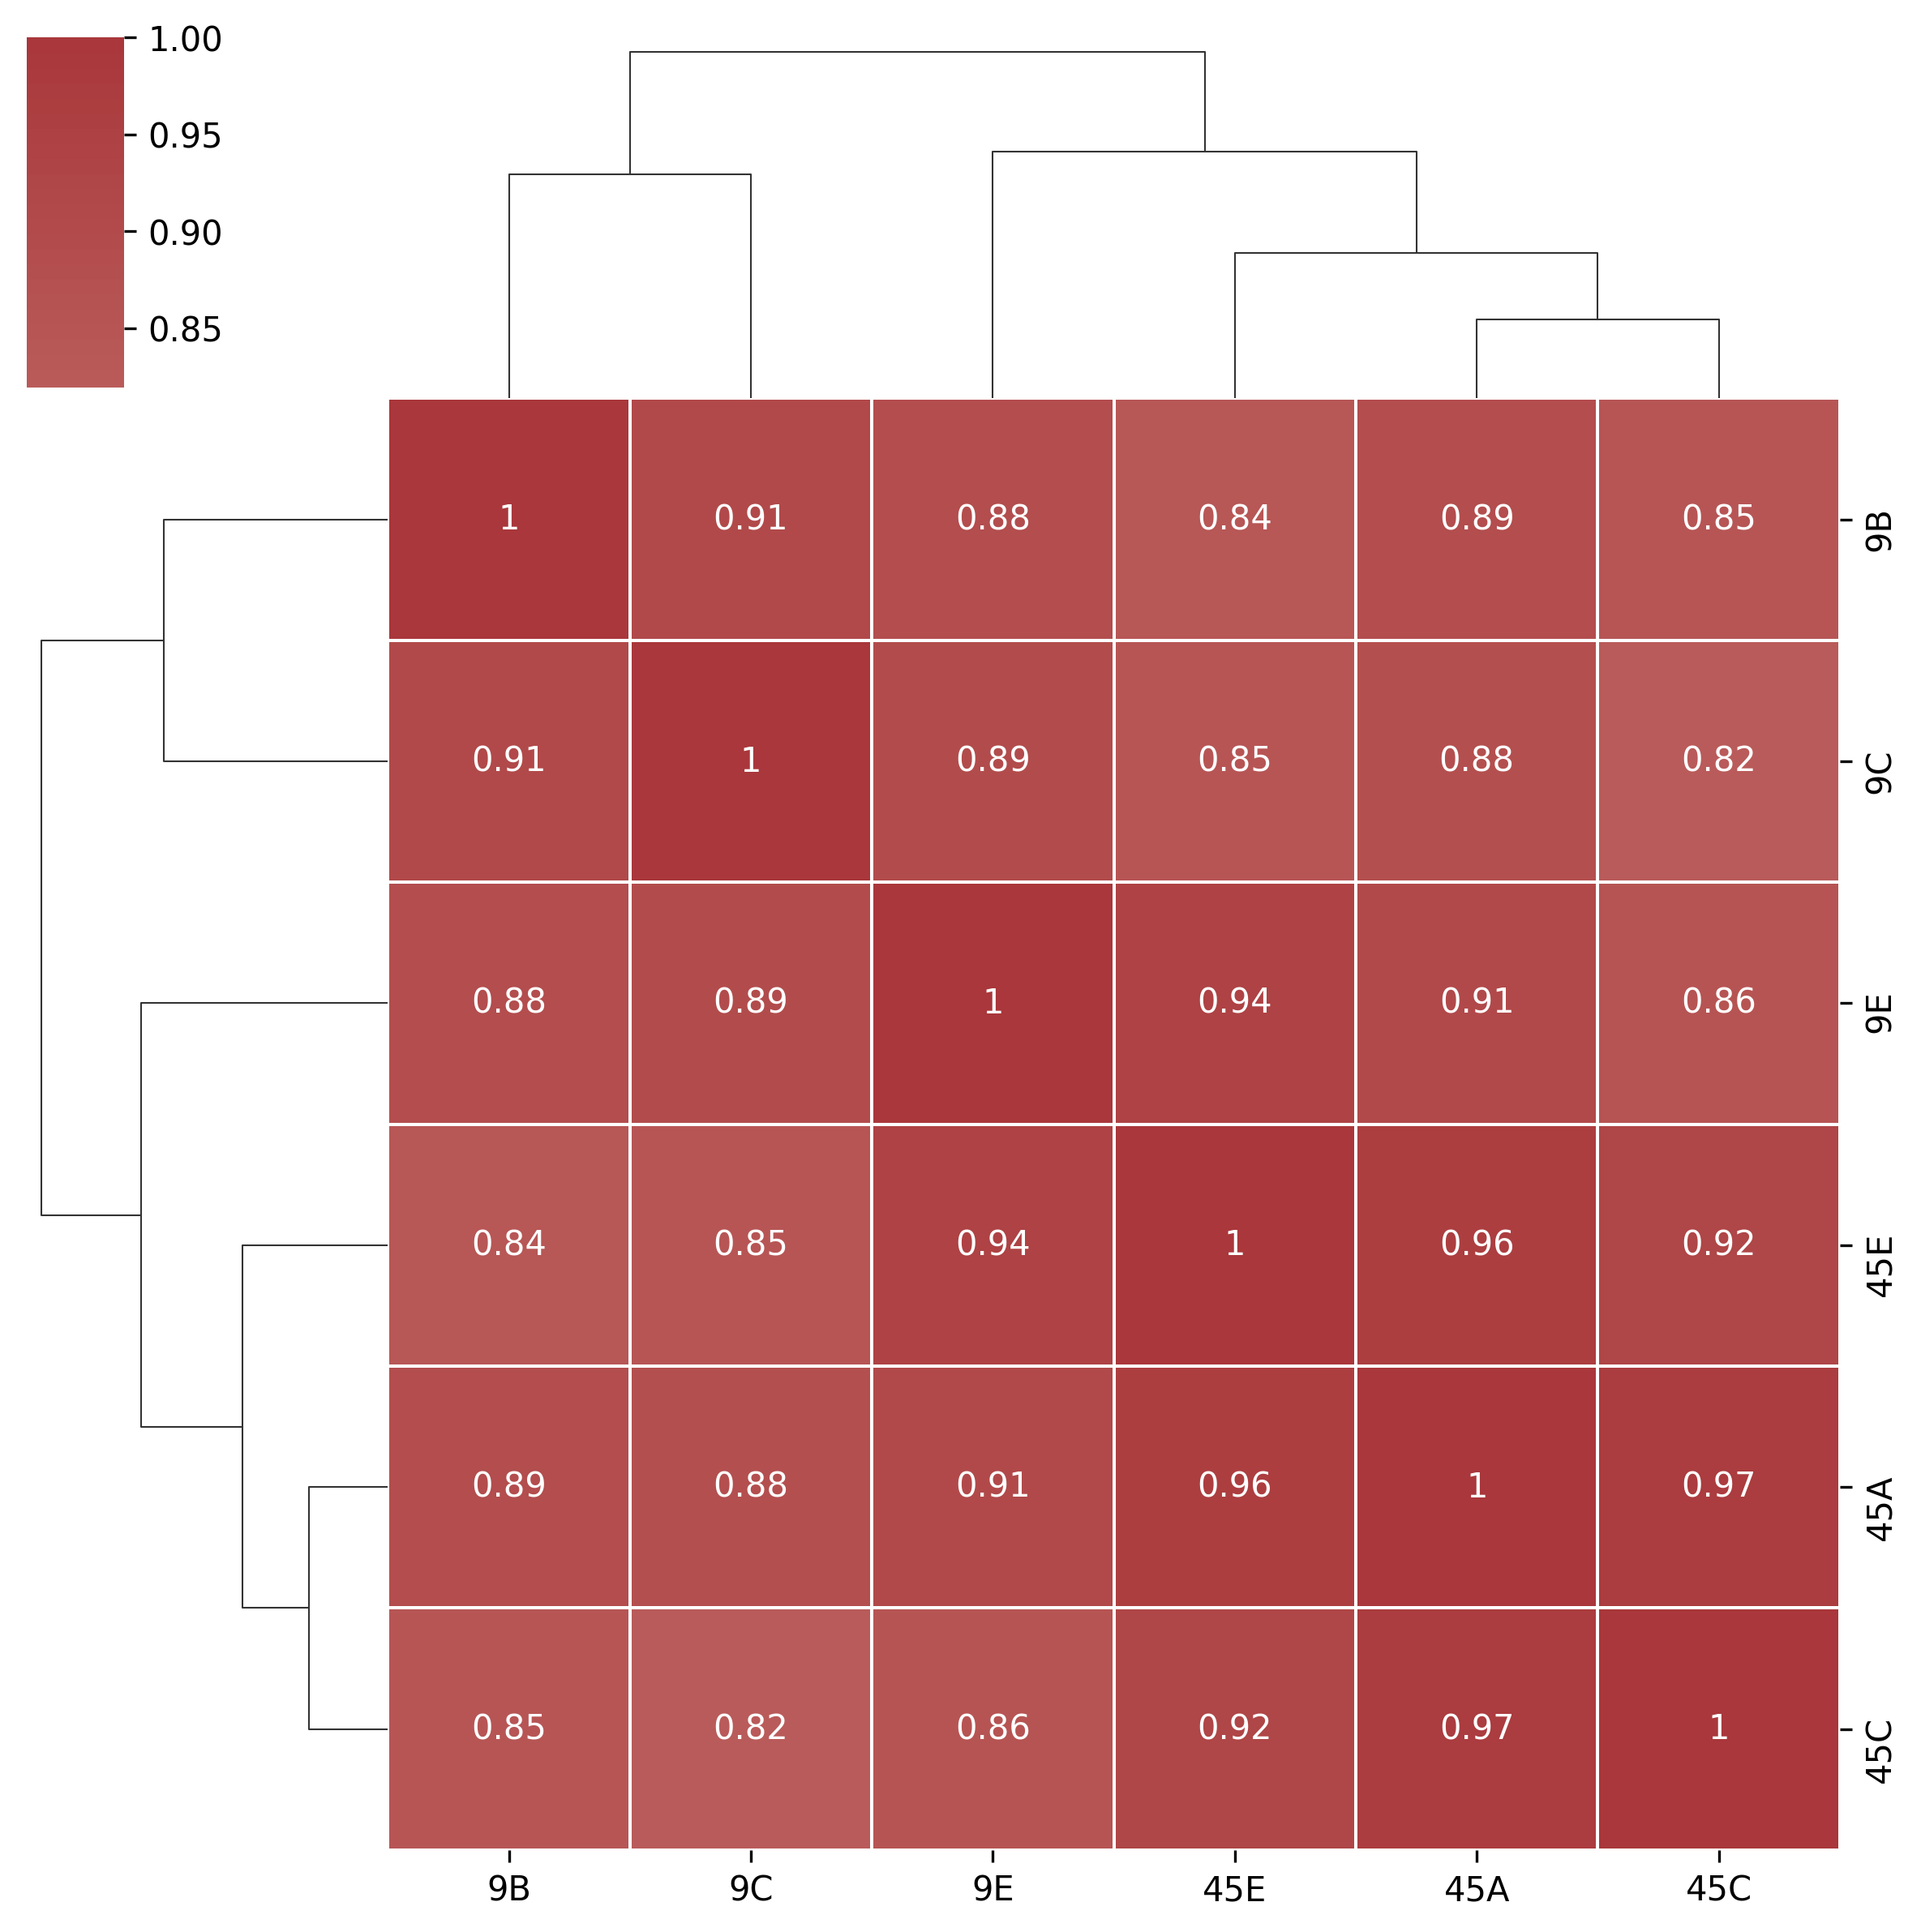 1.00
0.95
0.90
0.85
1 0.91 0.88 0.84 0.89 0.85 9B
0.91 1 0.89 0.85 0.88 0.82 9C
0.88 0.89 1 0.94 0.91 0.86 9E
0.84 0.85 0.94 1 0.96 0.92 45E
0.89 0.88 0.91 0.96 1 0.97 45A
0.85 0.82 0.86 0.92 0.97 1 45C
9B 9C 9E 45E 45A 45C